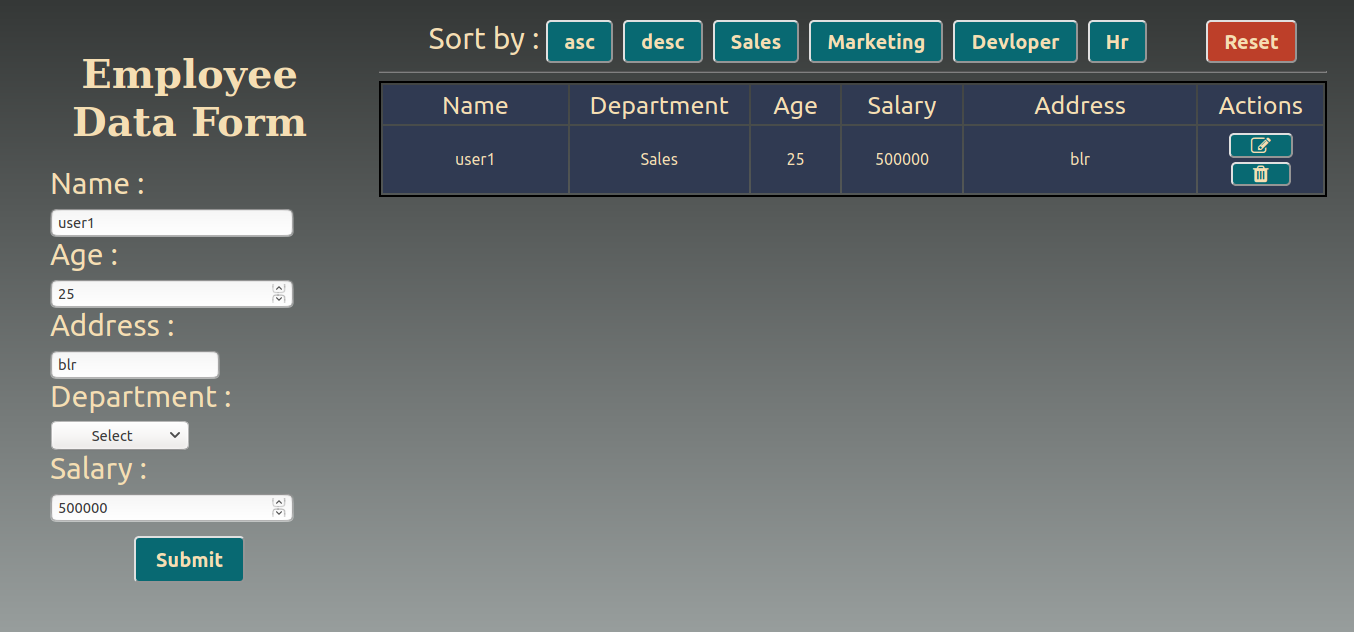 Sort by : asc desc Sales Marketing Devloper Hr Reset
Employee
Data Form
Name :
user1
Age :
25
Address :
blr
Department :
Select
Salary :
500000
Submit
Name Department Age Salary Address Actions
user1 Sales 25 500000 blr